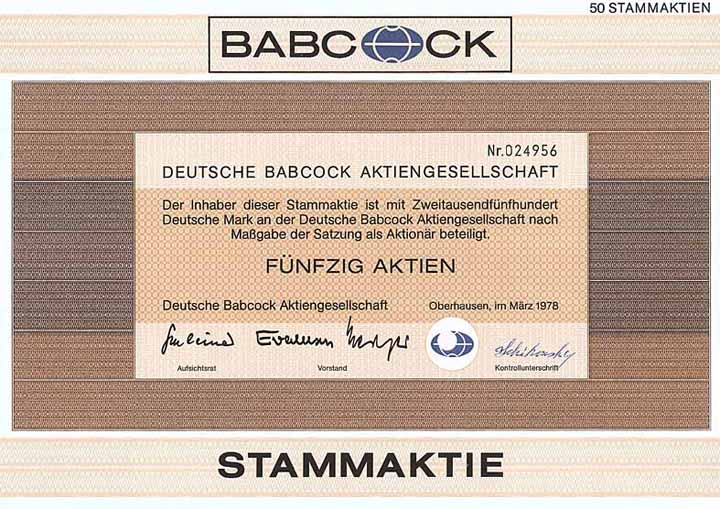 50 STAMMAKTIEN
BABCOCK
Nr.024956
DEUTSCHE BABCOCK AKTIENGESELLSCHAFT
Der Inhaber dieser Stammaktie ist mit Zweitausendfünfhundert
Deutsche Mark an der Deutsche Babcock Aktiengesellschaft nach
Maßgabe der Satzung als Aktionär beteiligt.
FÜNFZIG AKTIEN
Deutsche Babcock Aktiengesellschaft Oberhausen, im März 1978
Aufsichtsrat Vorstand Kontrollunterschrift
STAMMAKTIE